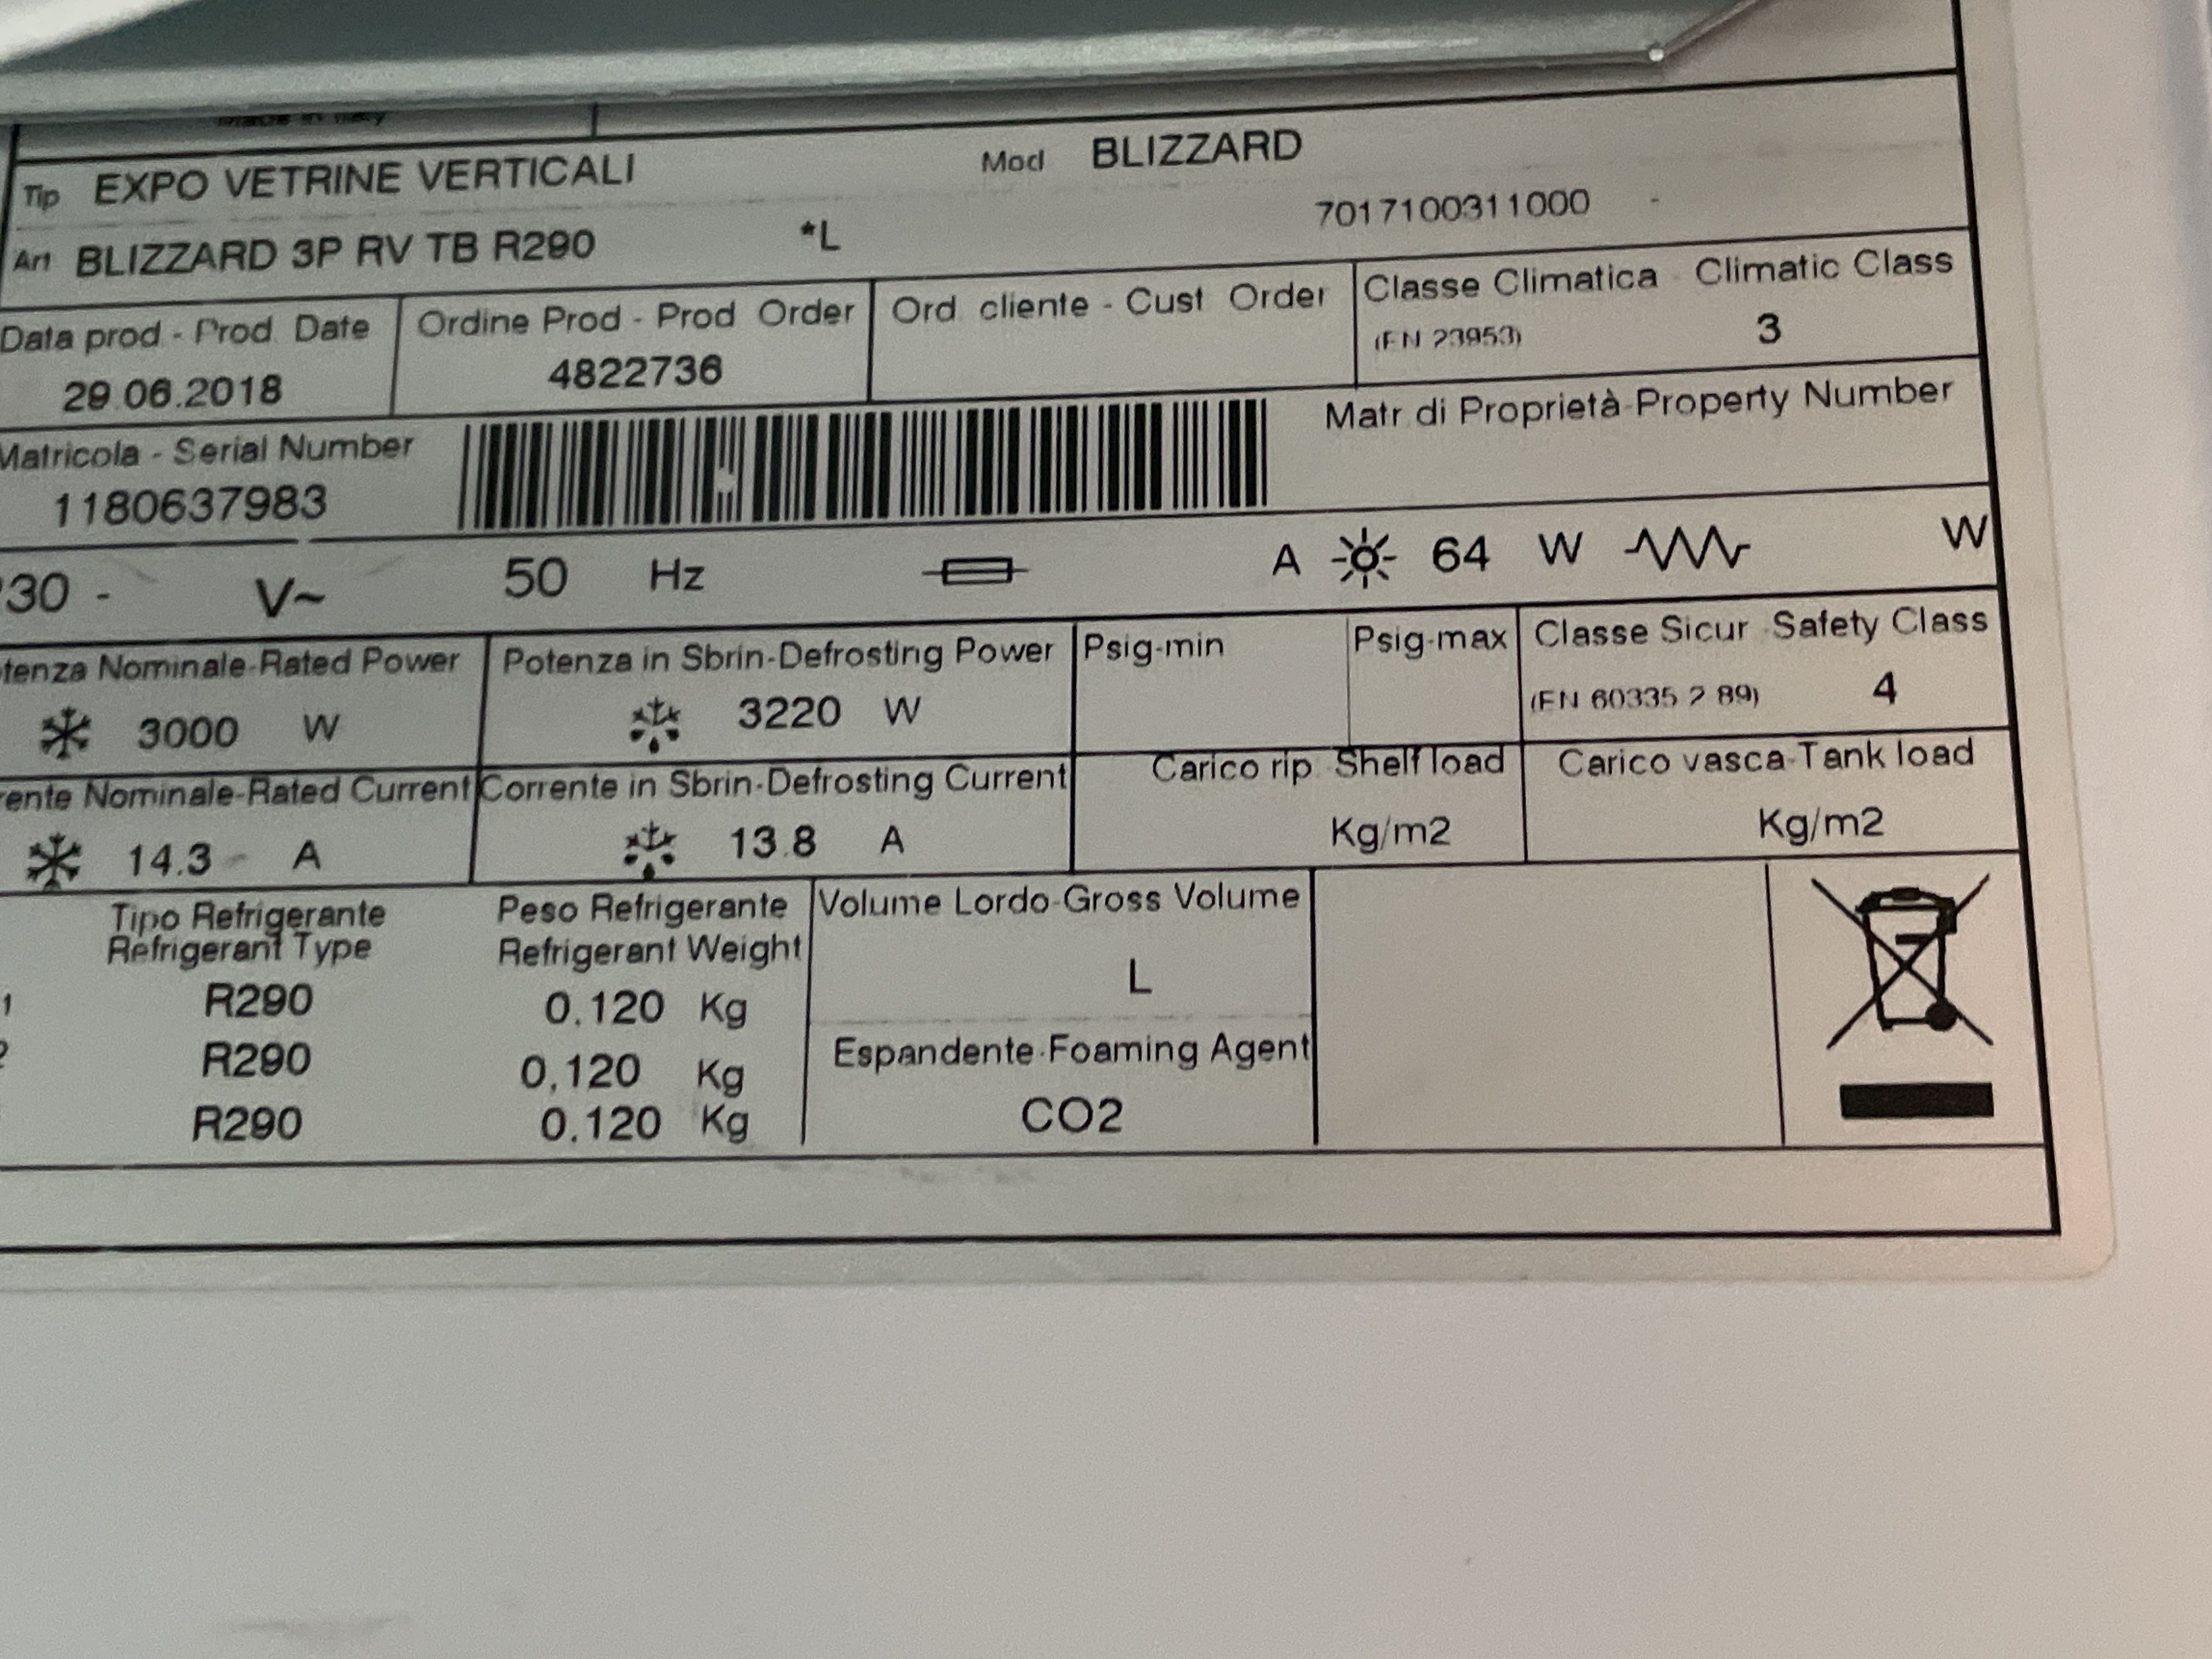 Made in Italy
Tip EXPO VETRINE VERTICALI Mod BLIZZARD
7017100311000 -
Art BLIZZARD 3P RV TB R290 *L
Data prod - Prod Date Ordine Prod - Prod Order Ord cliente - Cust Order Classe Climatica Climatic Class
29.06.2018 4822736 (EN 23953) 3
Matricola - Serial Number Matr di Proprietà-Property Number
1180637983
30 - V~ 50 Hz A 64 W W
tenza Nominale-Rated Power Potenza in Sbrin-Defrosting Power Psig-min Psig-max Classe Sicur Safety Class
3000 W 3220 W (EN 60335 2 89) 4
rente Nominale-Rated Current Corrente in Sbrin-Defrosting Current Carico rip Shelf load Carico vasca-Tank load
14.3 A 13.8 A Kg/m2 Kg/m2
Tipo Refrigerante Peso Refrigerante Volume Lordo-Gross Volume
Refrigerant Type Refrigerant Weight
L
1 R290 0.120 Kg
2 R290 0,120 Kg Espandente-Foaming Agent
R290 0.120 Kg CO2